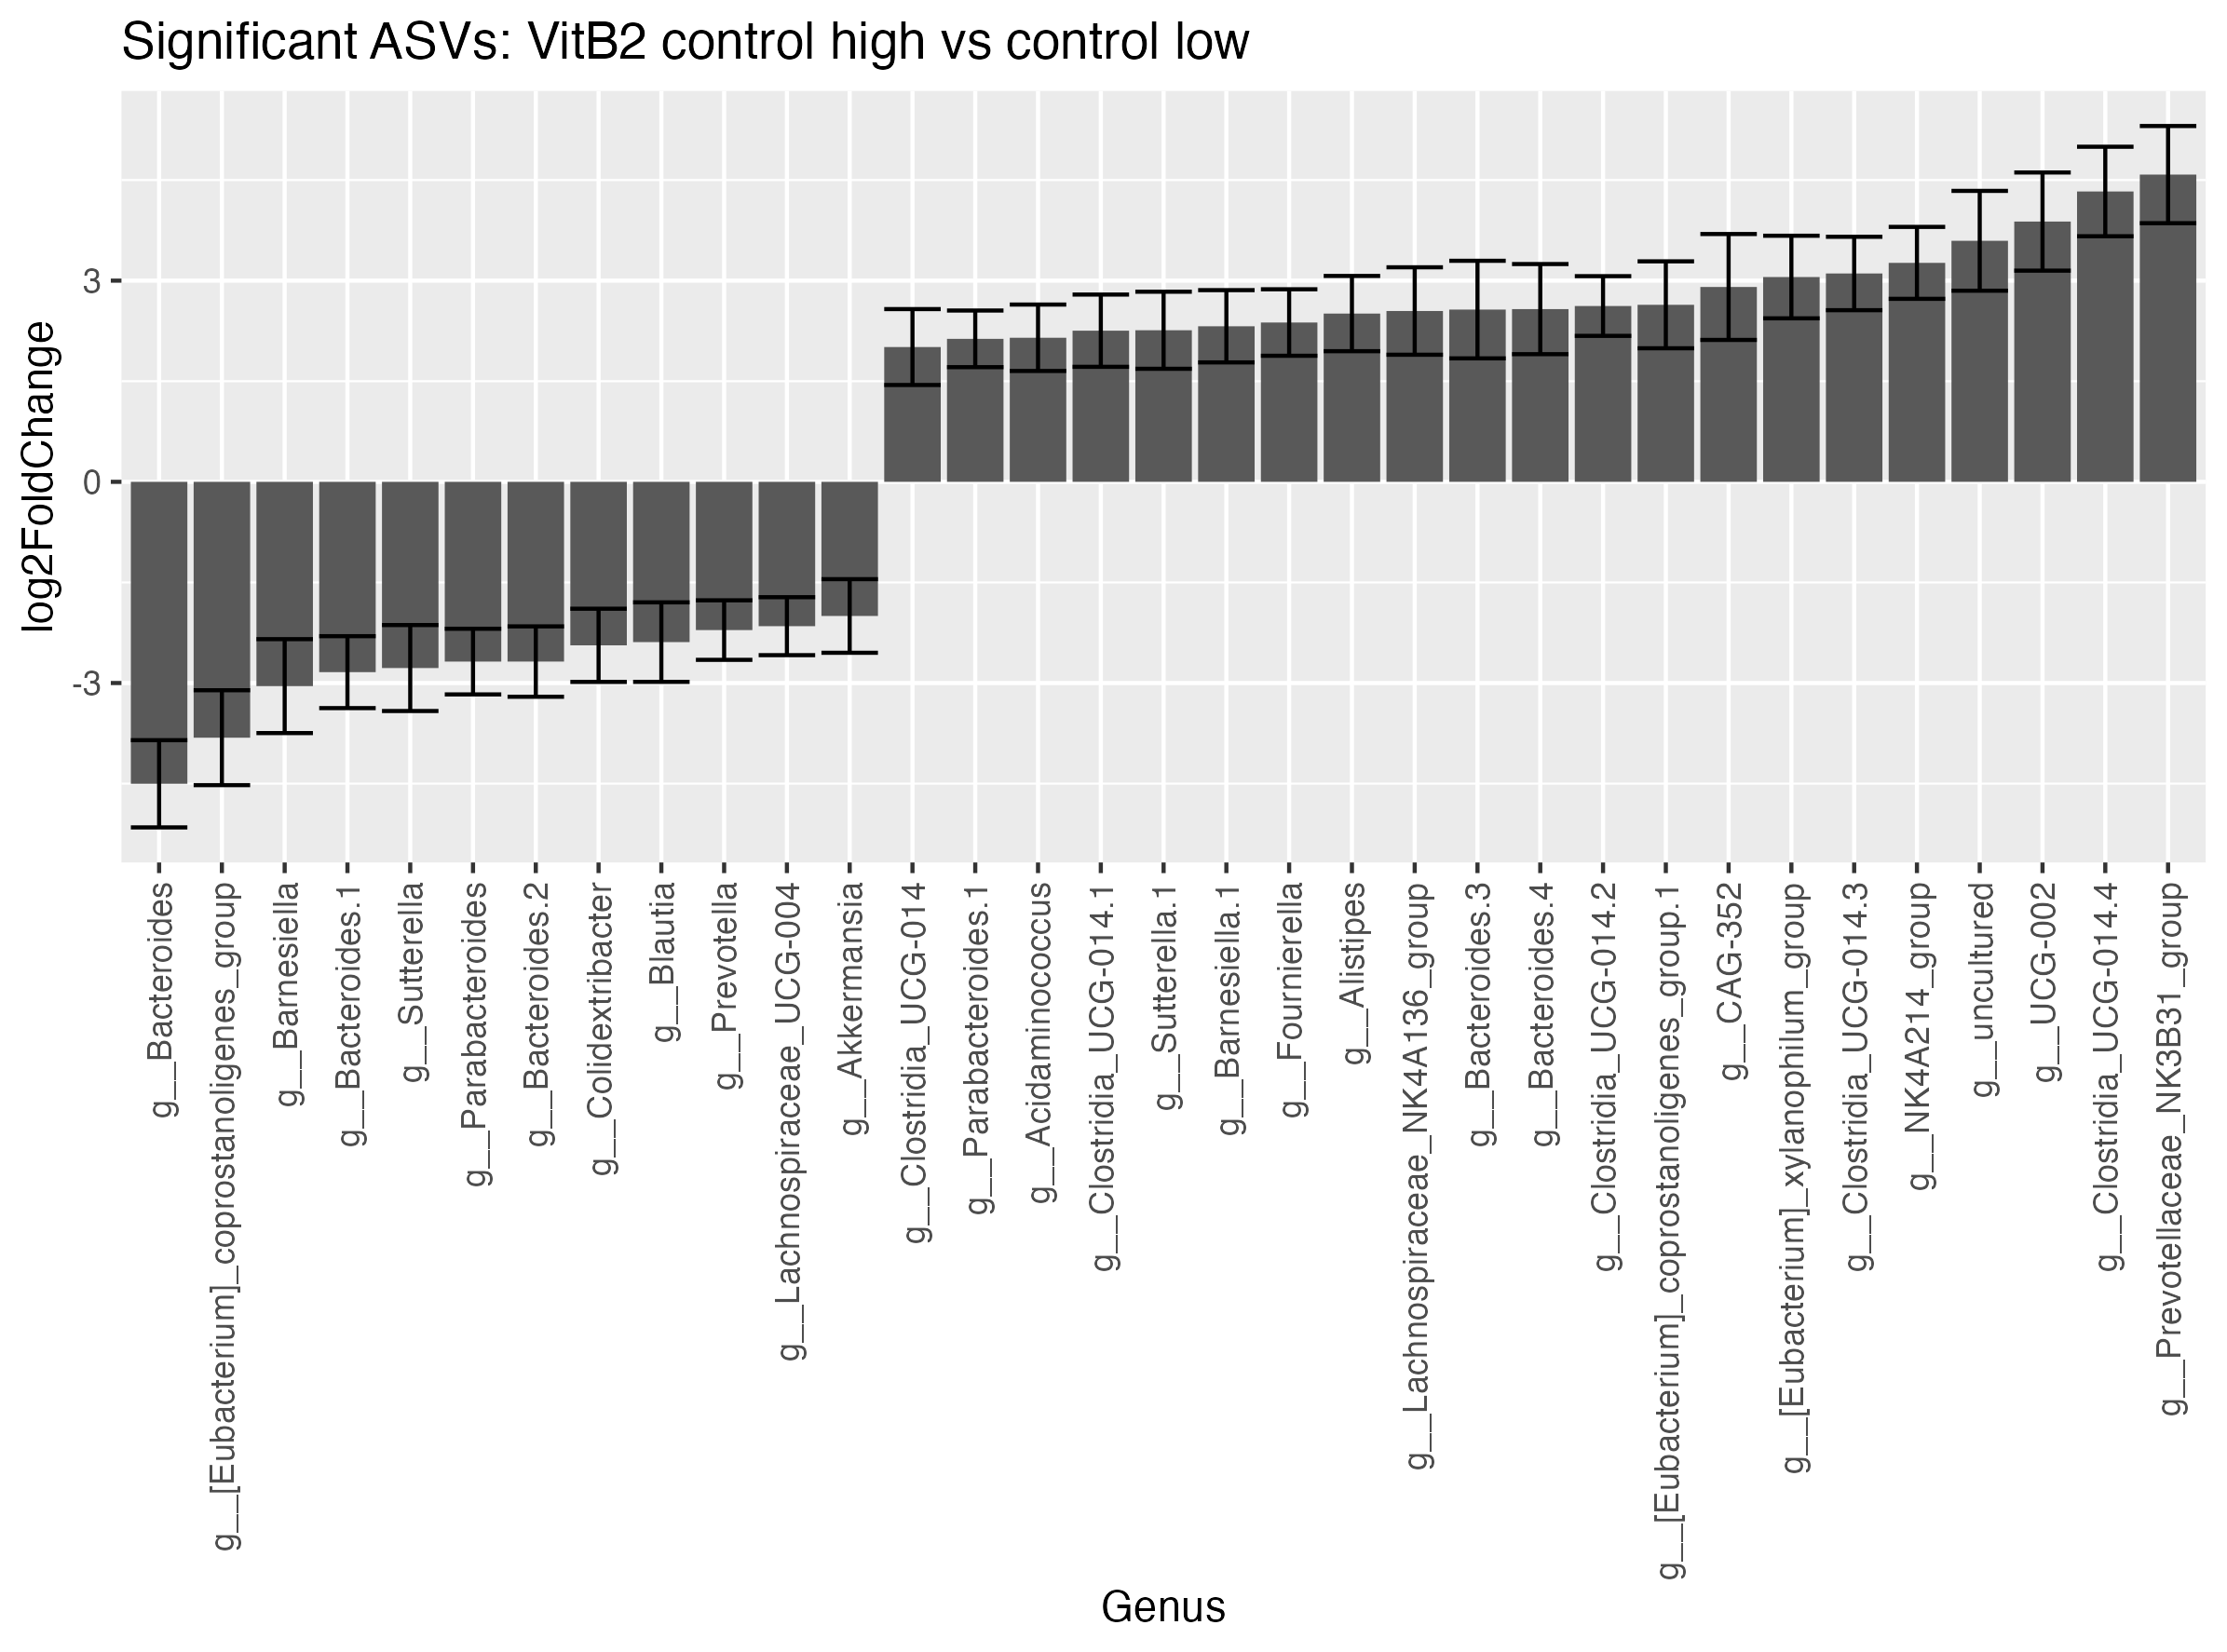 Significant ASVs: VitB2 control high vs control low
log2FoldChange
3
0
-3
g__Bacteroides
g__[Eubacterium]_coprostanoligenes_group
g__Barnesiella
g__Bacteroides.1
g__Sutterella
g__Parabacteroides
g__Bacteroides.2
g__Colidextribacter
g__Blautia
g__Prevotella
g__Lachnospiraceae_UCG-004
g__Akkermansia
g__Clostridia_UCG-014
g__Parabacteroides.1
g__Acidaminococcus
g__Clostridia_UCG-014.1
g__Sutterella.1
g__Barnesiella.1
g__Fournierella
g__Alistipes
g__Lachnospiraceae_NK4A136_group
g__Bacteroides.3
g__Bacteroides.4
g__Clostridia_UCG-014.2
g__[Eubacterium]_coprostanoligenes_group.1
g__CAG-352
g__[Eubacterium]_xylanophilum_group
g__Clostridia_UCG-014.3
g__NK4A214_group
g__uncultured
g__UCG-002
g__Clostridia_UCG-014.4
g__Prevotellaceae_NK3B31_group
Genus